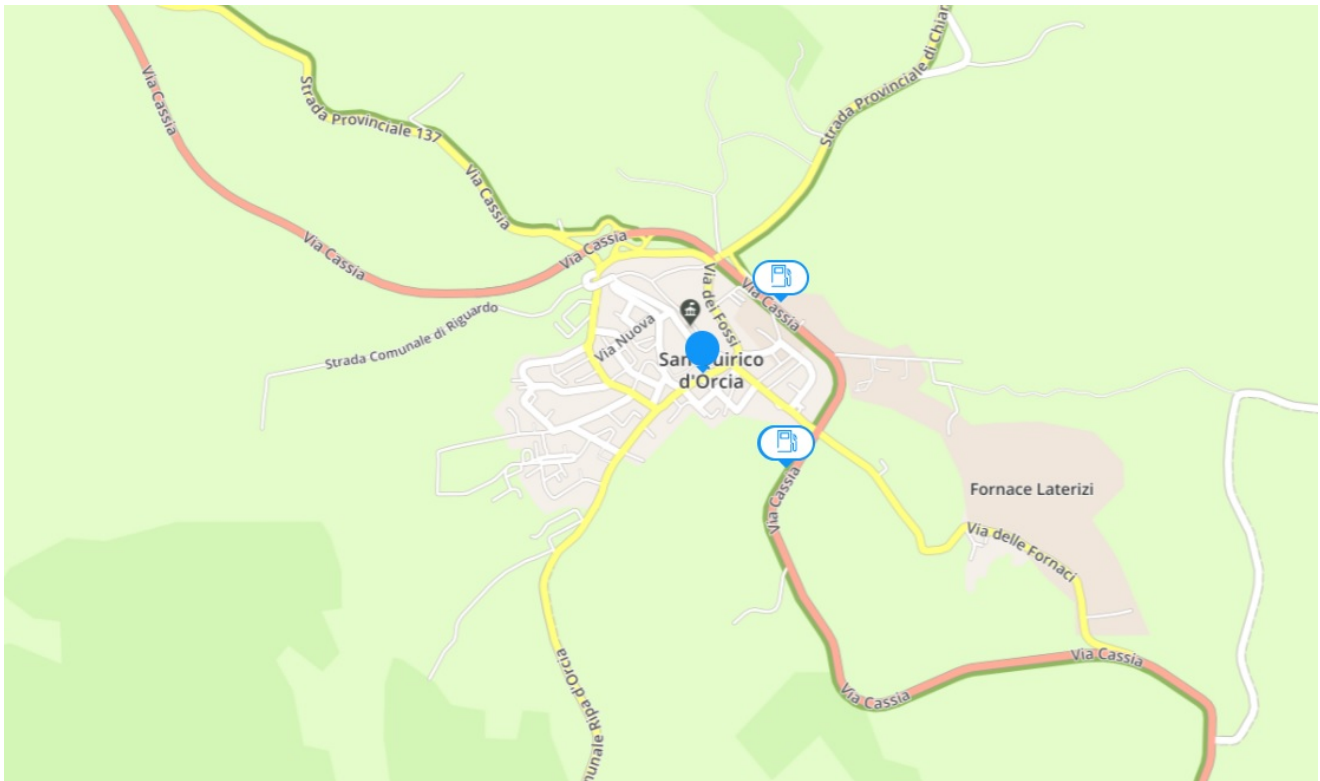 Via Cassia
Strada Provinciale 137
Via Cassia
Strada Provinciale di Chian
Via Cassia
Via Cassia
Via dei Fossi
Via Cassia
Strada Comunale di Riguardo
Via Nuova
San Quirico
d'Orcia
Via Cassia
Fornace Laterizi
Via delle Fornaci
Via Cassia
Via Cassia
munale Ripa d'Orcia